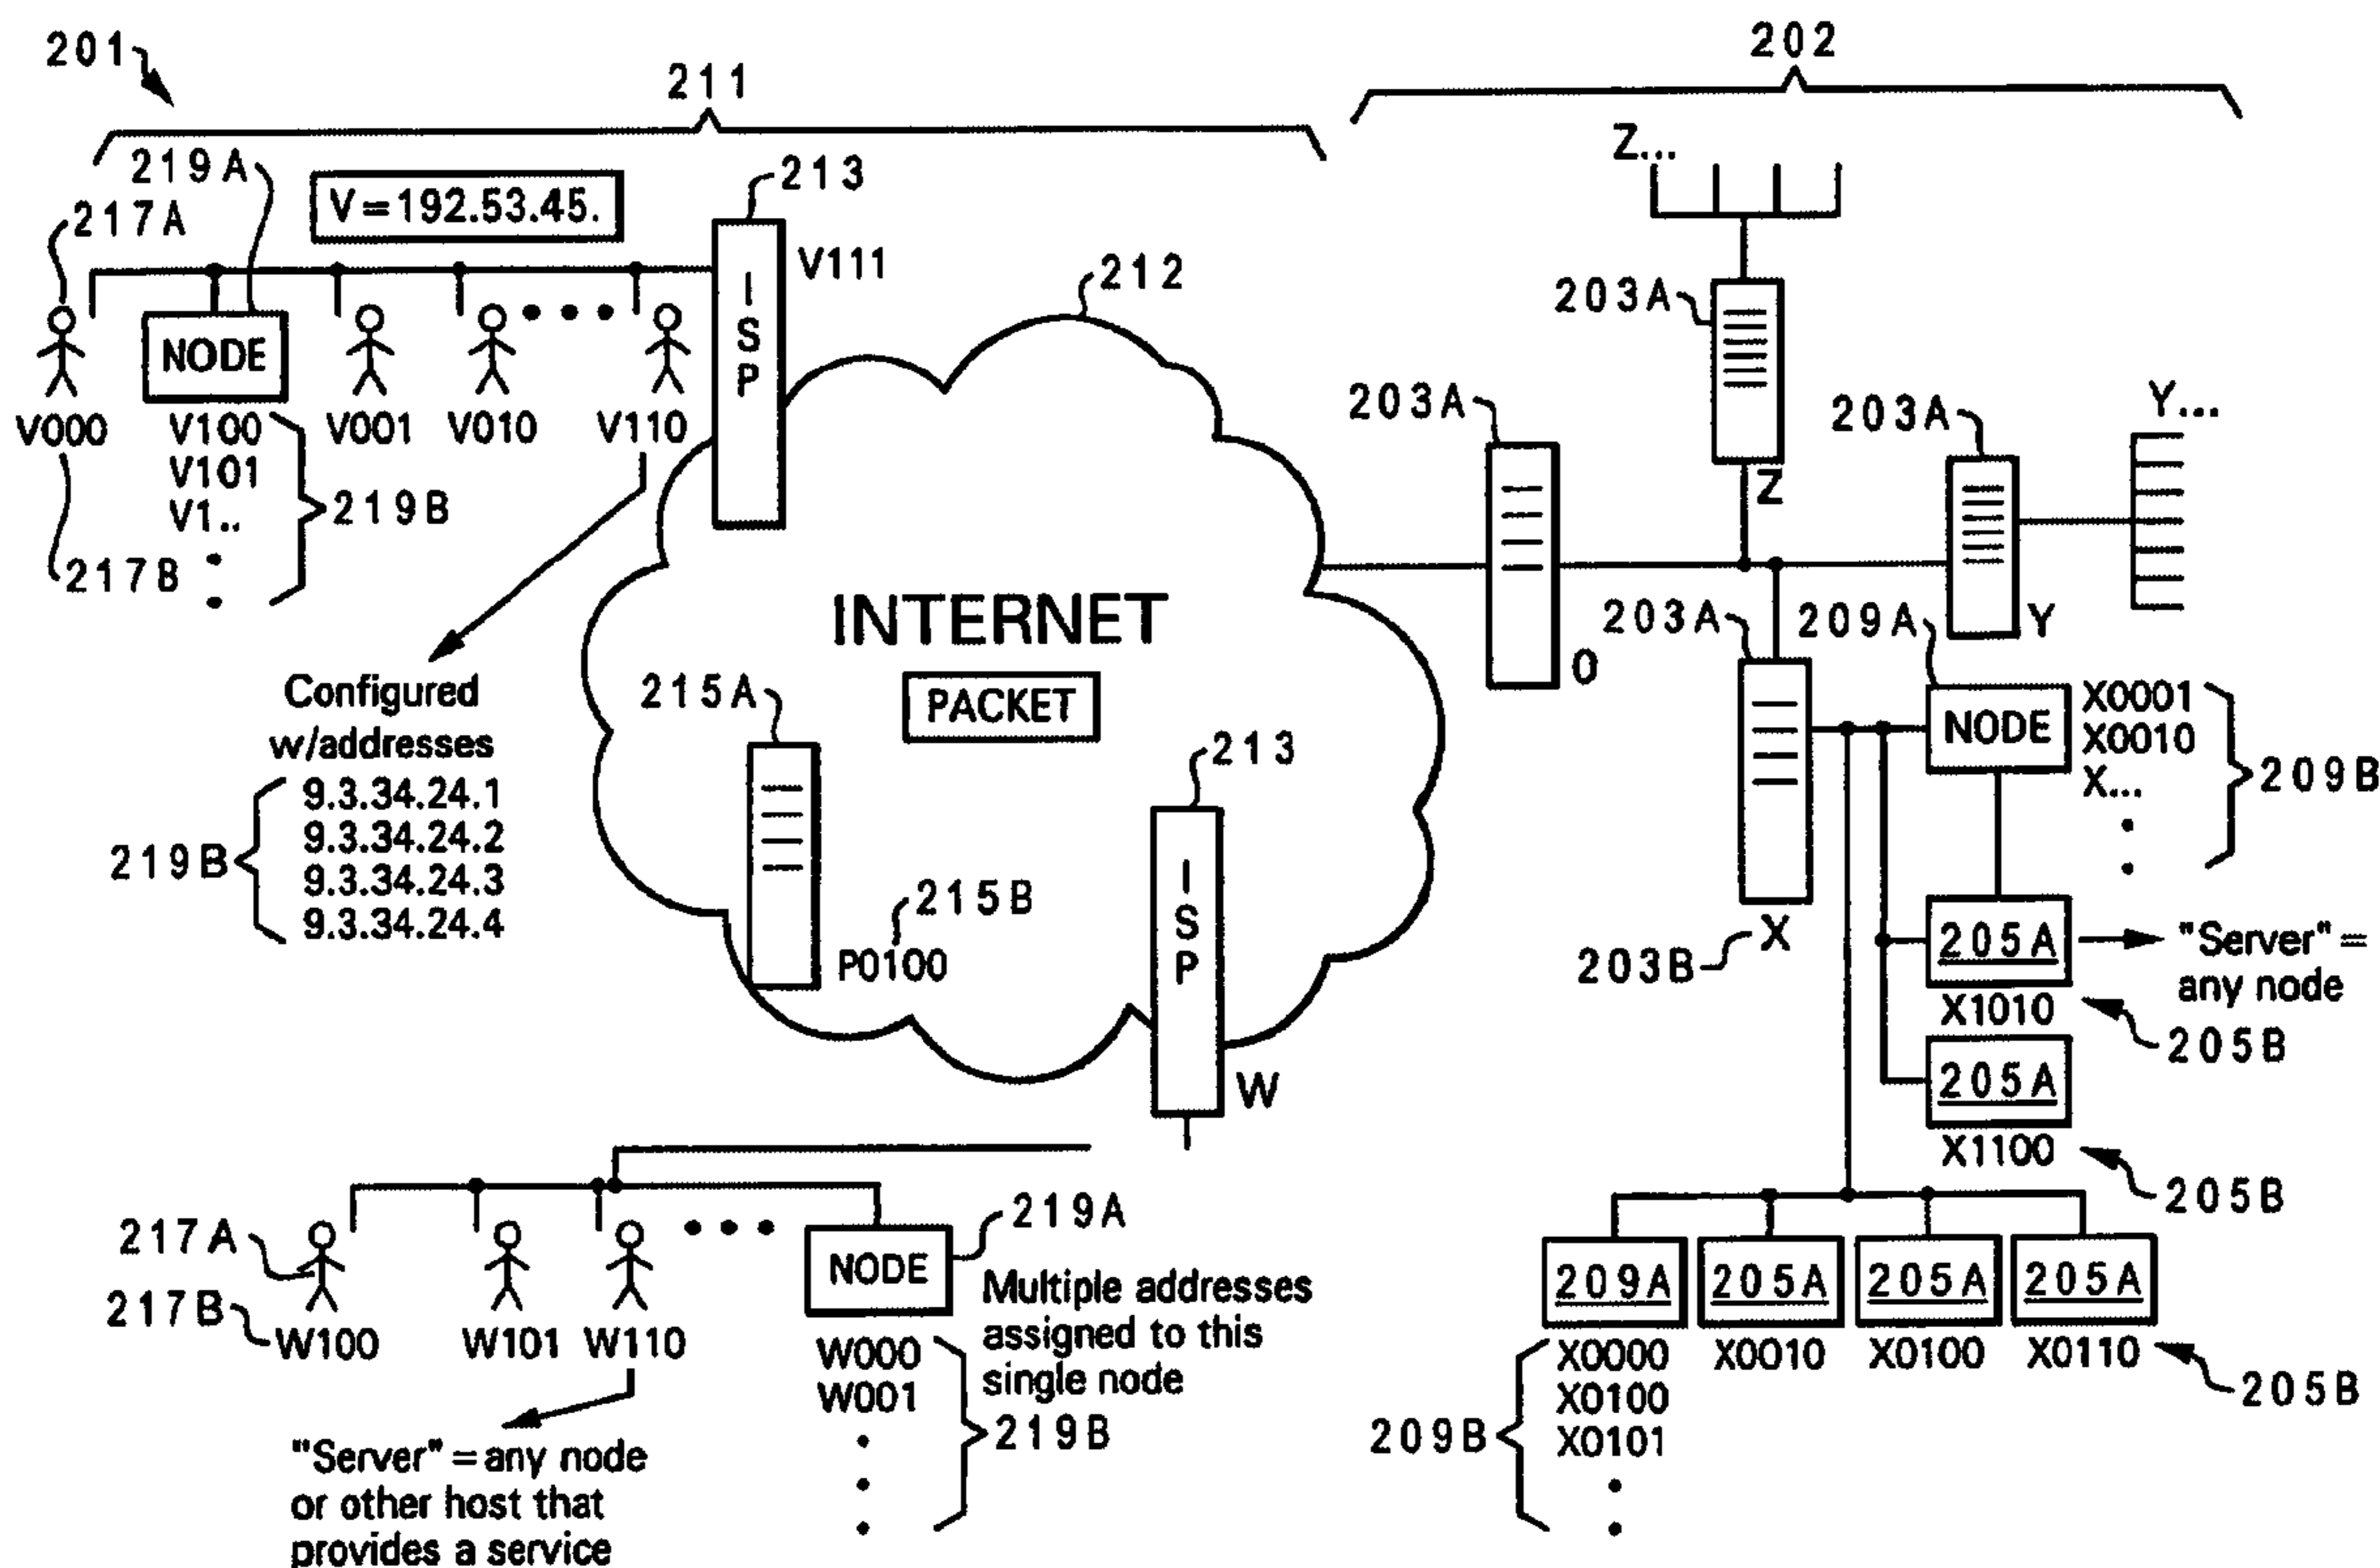 201
211
202
219A
217A
V=192.53.45.
213
V111
ISP
212
NODE
V000
V100
V101
V1..
V001
V010
V110
219B
217B
Configured
w/addresses
219B
9.3.34.24.1
9.3.34.24.2
9.3.34.24.3
9.3.34.24.4
INTERNET
PACKET
215A
215B
P0100
213
ISP
W
Z...
203A
Z
203A
O
203A
Y
Y...
203A
203B
X
209A
NODE
X0001
X0010
X...
209B
205A
"Server"=
any node
X1010
205B
205A
X1100
205B
209A
205A
205A
205A
X0000
X0100
X0101
X0010
X0100
X0110
205B
209B
217A
217B
W100
W101
W110
NODE
219A
Multiple addresses
assigned to this
single node
W000
W001
219B
"Server"=any node
or other host that
provides a service